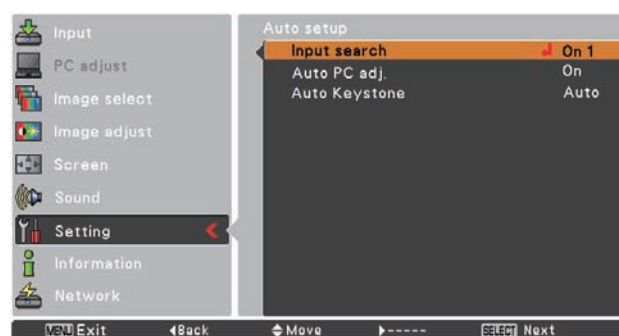 Input
PC adjust
Image select
Image adjust
Screen
Sound
Setting
Information
Network
Auto setup
Input search On 1
Auto PC adj. On
Auto Keystone Auto
MENU Exit ◀Back Move ▶----- SELECT Next